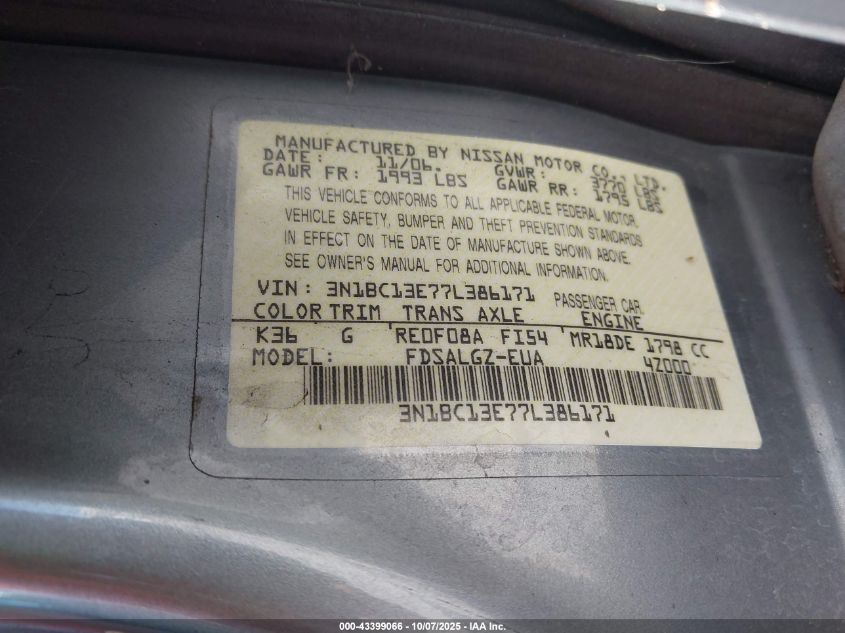 MANUFACTURED BY NISSAN MOTOR CO., LTD.
DATE: 11/06. GVWR: 3770 LBS
GAWR FR: 1993 LBS GAWR RR: 1795 LBS
THIS VEHICLE CONFORMS TO ALL APPLICABLE FEDERAL MOTOR
VEHICLE SAFETY, BUMPER AND THEFT PREVENTION STANDARDS
IN EFFECT ON THE DATE OF MANUFACTURE SHOWN ABOVE.
SEE OWNER'S MANUAL FOR ADDITIONAL INFORMATION.
VIN: 3N1BC13E77L386171 PASSENGER CAR
COLOR TRIM TRANS AXLE ENGINE
K36 G RE0F08A FI54 MR18DE 1798 CC
MODEL: FDSALGZ-EUA 4Z000
3N1BC13E77L386171
000-43399066 - 10/07/2025 - IAA Inc.